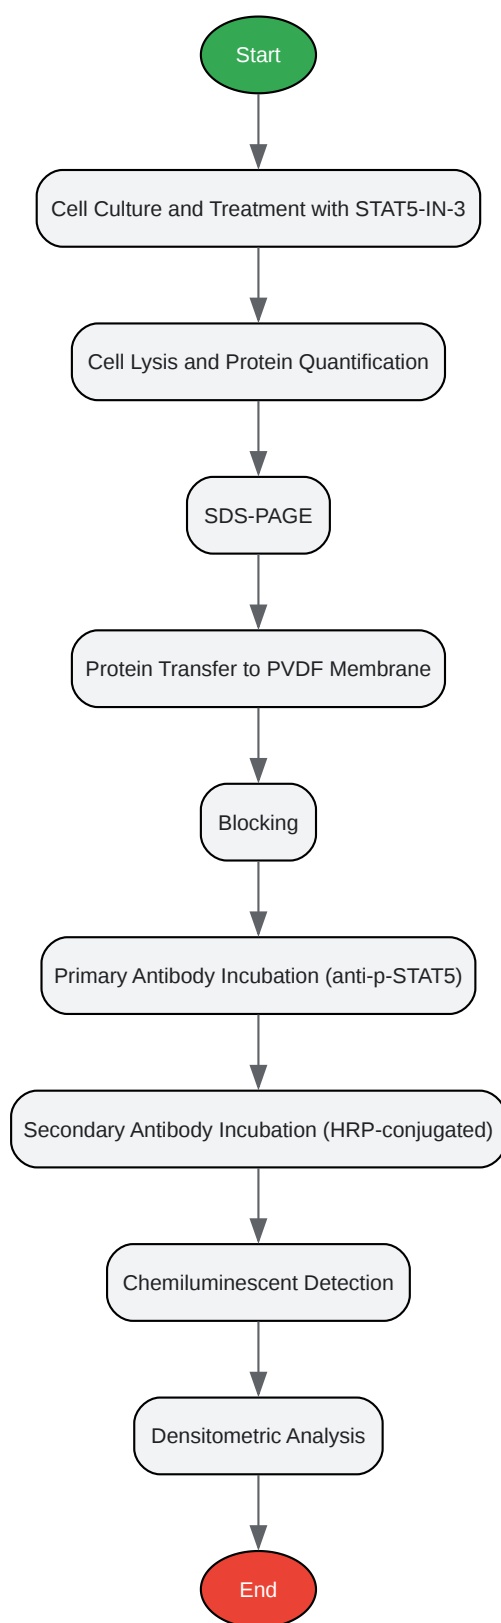 Start
Cell Culture and Treatment with STAT5-IN-3
Cell Lysis and Protein Quantification
SDS-PAGE
Protein Transfer to PVDF Membrane
Blocking
Primary Antibody Incubation (anti-p-STAT5)
Secondary Antibody Incubation (HRP-conjugated)
Chemiluminescent Detection
Densitometric Analysis
End